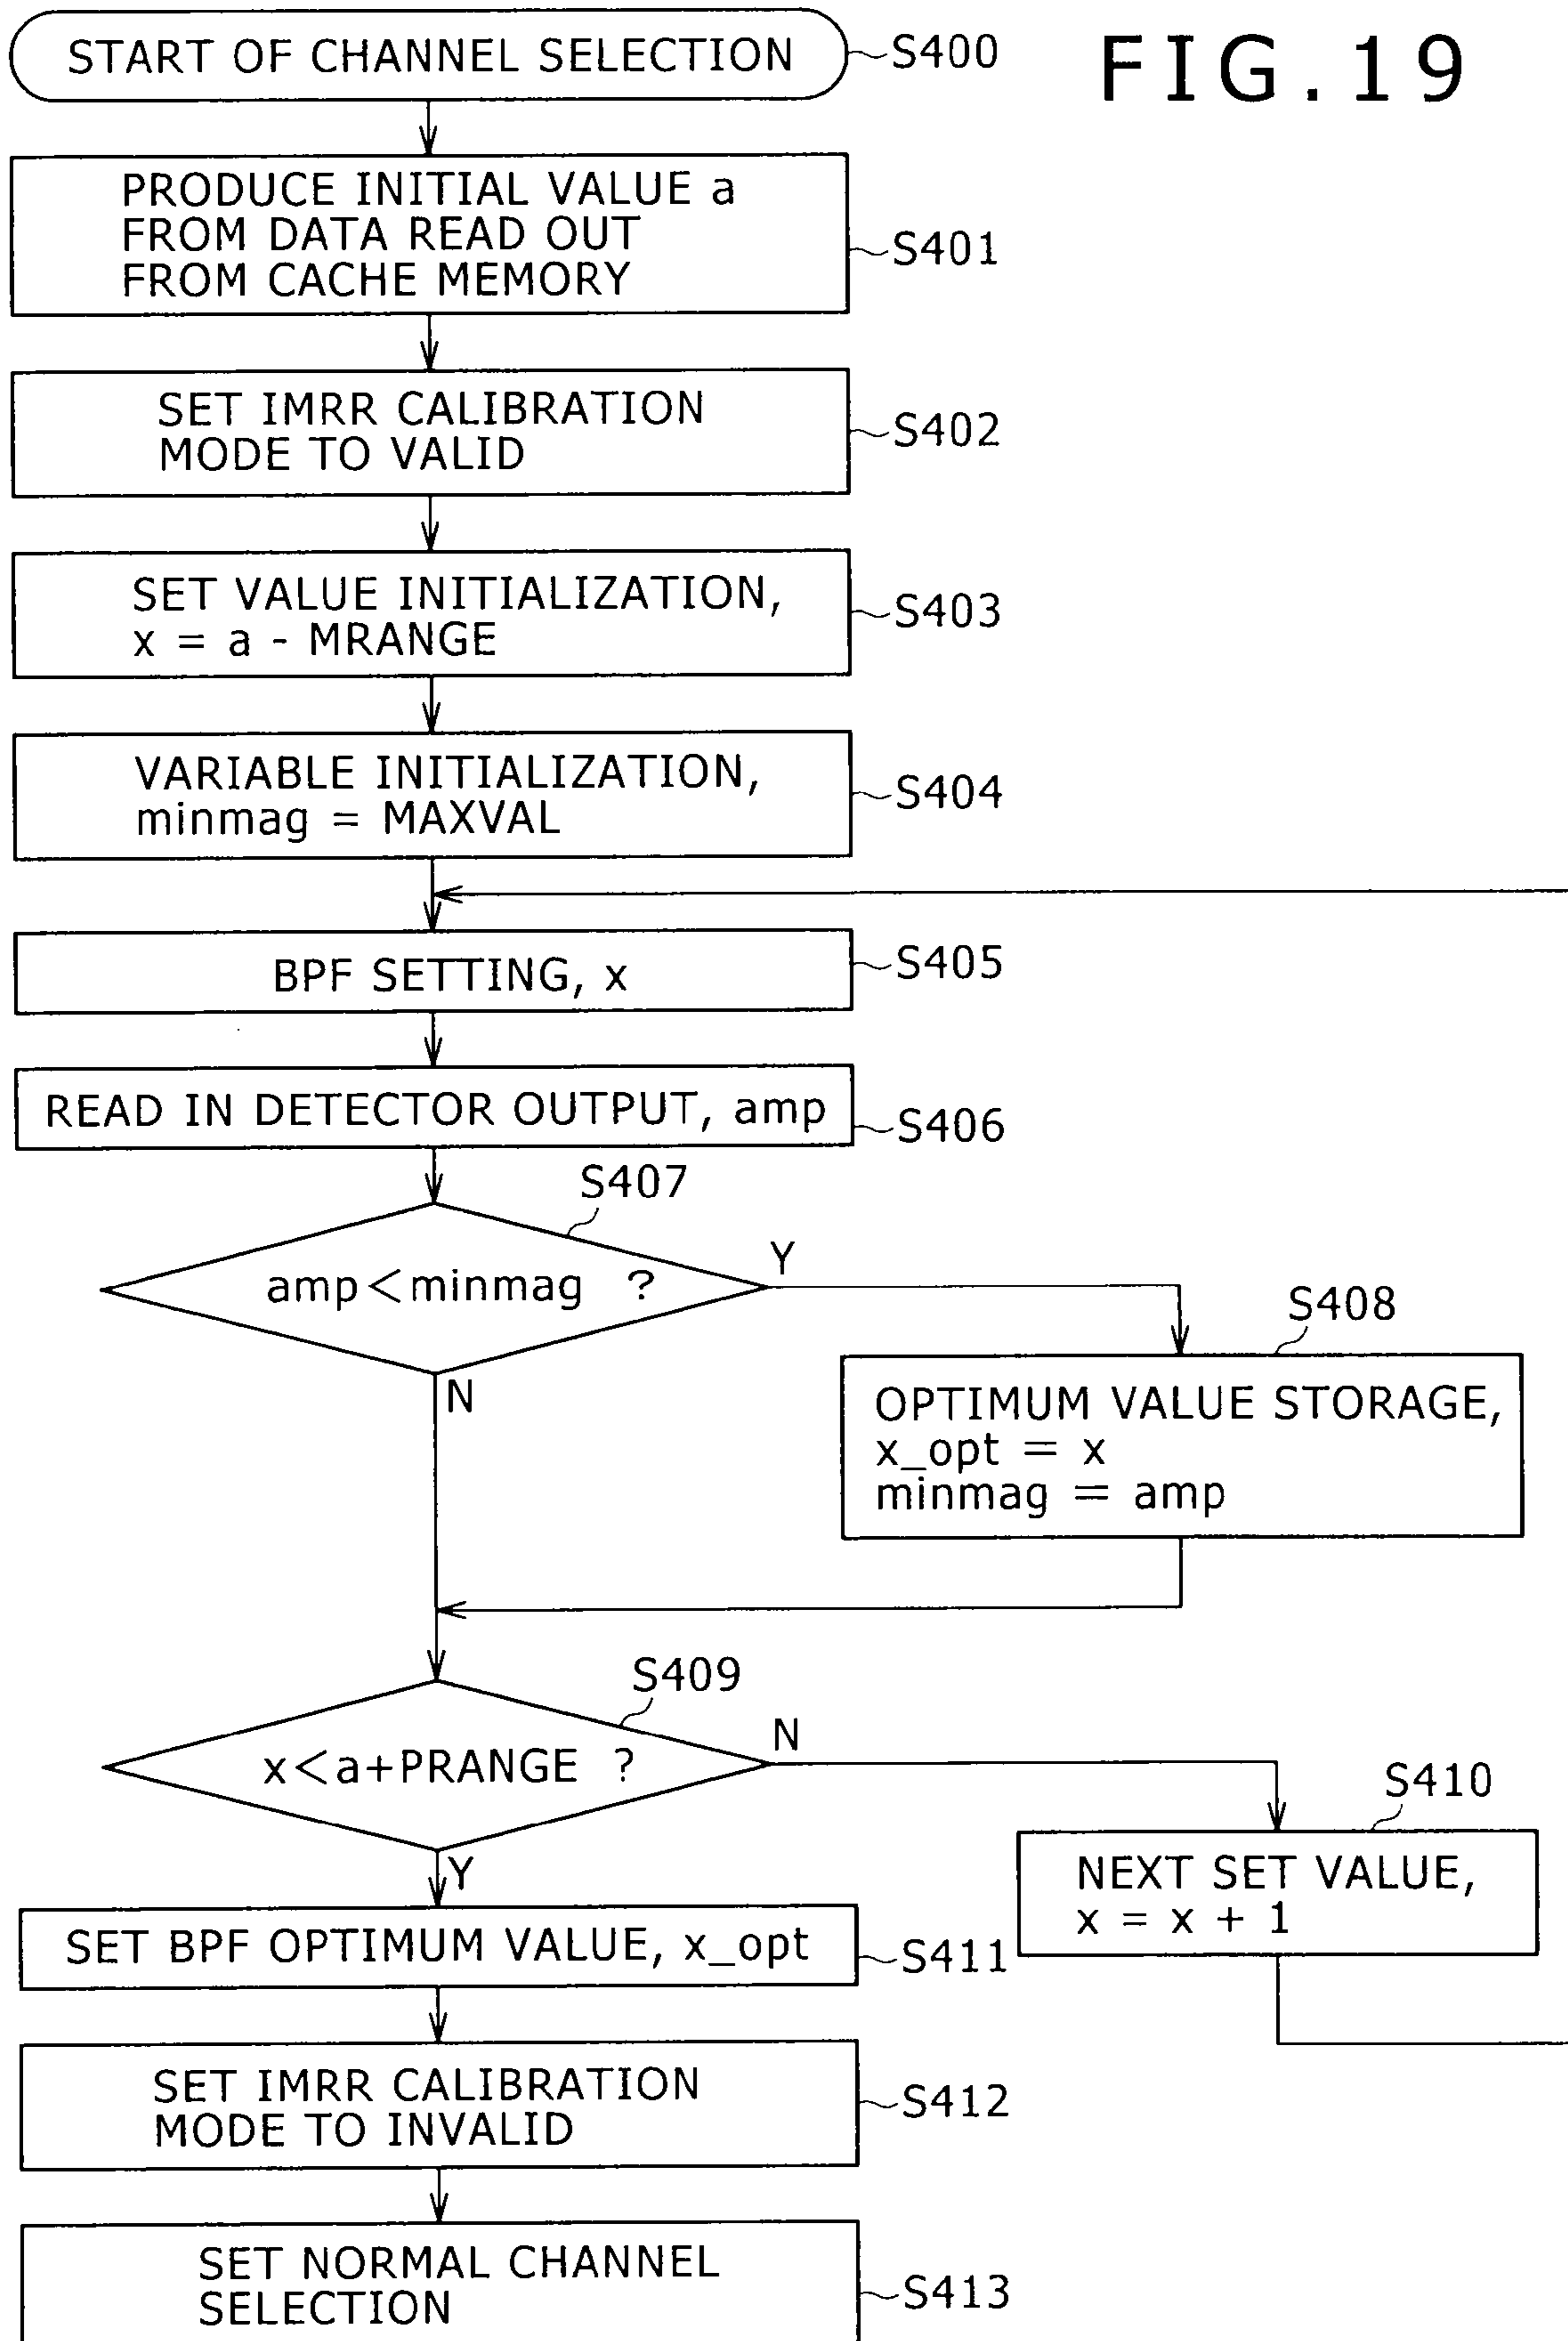 START OF CHANNEL SELECTION
S400
FIG.19
PRODUCE INITIAL VALUE a
FROM DATA READ OUT
FROM CACHE MEMORY
S401
SET IMRR CALIBRATION
MODE TO VALID
S402
SET VALUE INITIALIZATION,
x = a - MRANGE
S403
VARIABLE INITIALIZATION,
minmag = MAXVAL
S404
BPF SETTING, x
S405
READ IN DETECTOR OUTPUT, amp
S406
S407
amp<minmag ?
Y
N
S408
OPTIMUM VALUE STORAGE,
x_opt = x
minmag = amp
S409
x<a+PRANGE ?
N
Y
S410
NEXT SET VALUE,
x = x + 1
SET BPF OPTIMUM VALUE, x_opt
S411
SET IMRR CALIBRATION
MODE TO INVALID
S412
SET NORMAL CHANNEL
SELECTION
S413